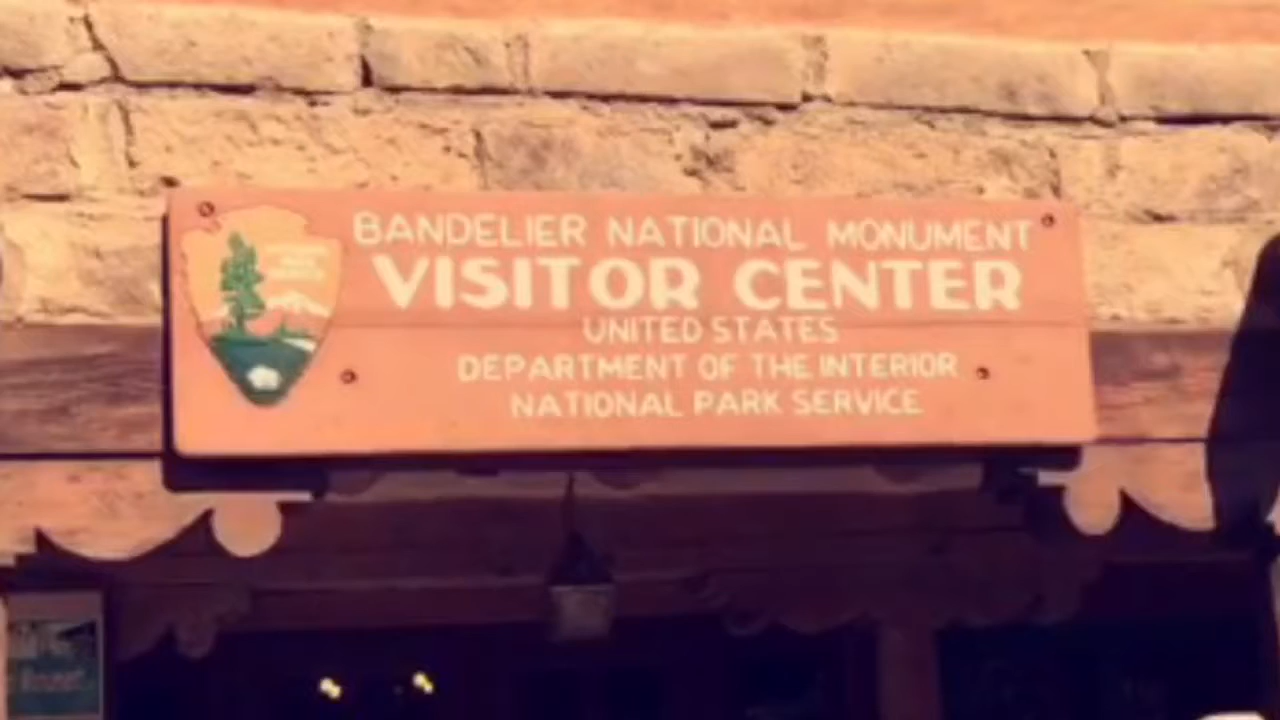 BANDELIER NATIONAL MONUMENT
VISITOR CENTER
UNITED STATES
DEPARTMENT OF THE INTERIOR
NATIONAL PARK SERVICE